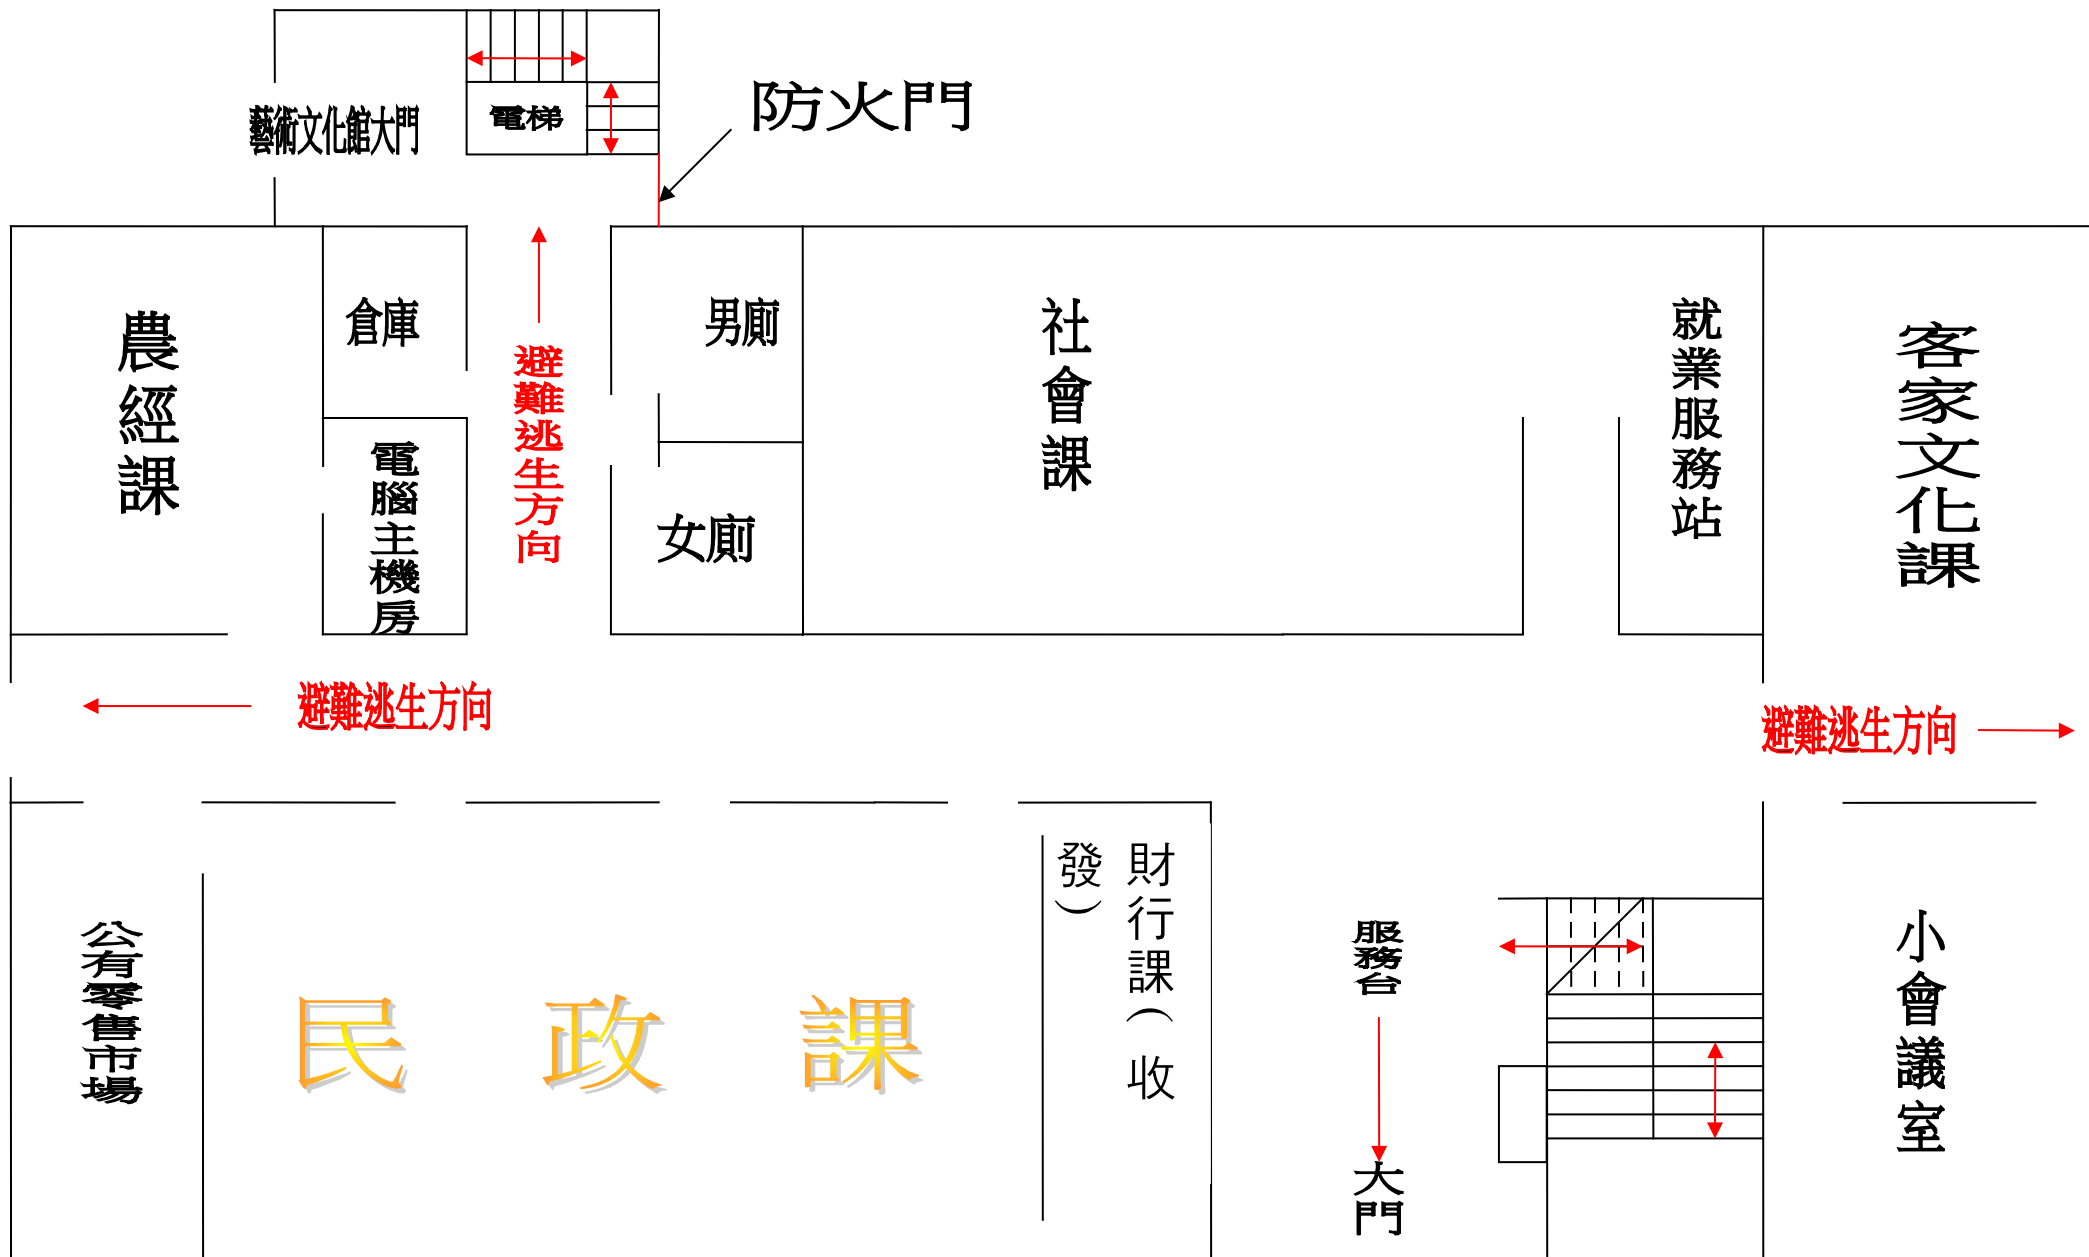 防火門
藝術文化館大門
電梯
農經課
倉庫
男廁
社會課
就業服務站
客家文化課
避難逃生方向
電腦主機房
女廁
避難逃生方向
避難逃生方向
公有零售市場
民政課
財行課(收
發)
服務台
大門
小會議室